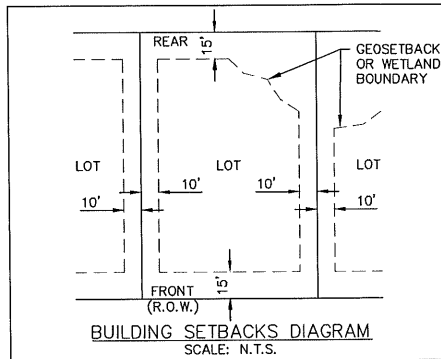 REAR
15'
GEOSETBACK
OR WETLAND
BOUNDARY
LOT
LOT
LOT
10'
10'
10'
10'
15'
FRONT
(R.O.W.)
BUILDING SETBACKS DIAGRAM
SCALE: N.T.S.